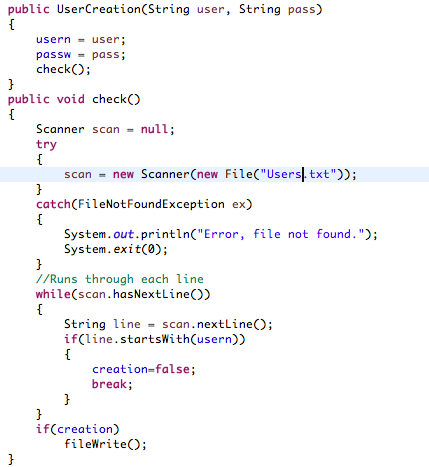 public UserCreation(String user, String pass)
{
    usern = user;
    passw = pass;
    check();
}
public void check()
{
    Scanner scan = null;
    try
    {
        scan = new Scanner(new File("Users.txt"));
    }
    catch(FileNotFoundException ex)
    {
        System.out.println("Error, file not found.");
        System.exit(0);
    }
    //Runs through each line
    while(scan.hasNextLine())
    {
        String line = scan.nextLine();
        if(line.startsWith(usern))
        {
            creation=false;
            break;
        }
    }
    if(creation)
        fileWrite();
}